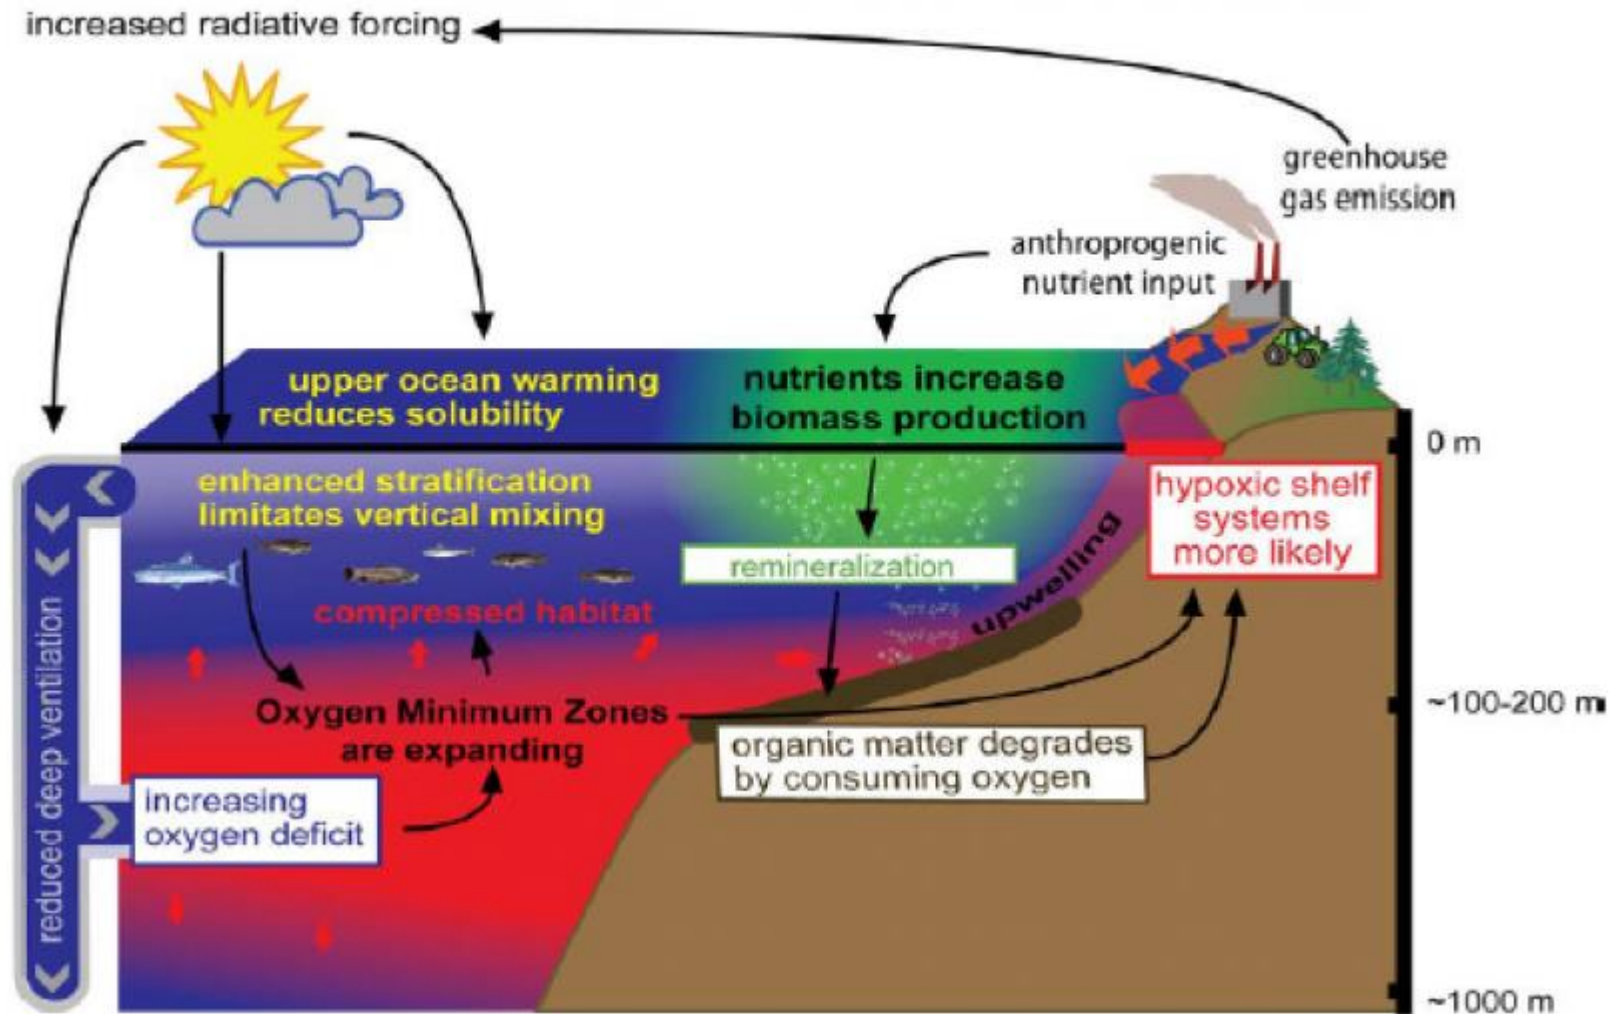 increased radiative forcing
greenhouse
gas emission
anthroprogenic
nutrient input
upper ocean warming
reduces solubility
nutrients increase
biomass production
0 m
enhanced stratification
limitates vertical mixing
hypoxic shelf
systems
more likely
remineralization
upwelling
compressed habitat
reduced deep ventilation
Oxygen Minimum Zones
are expanding
~100-200 m
organic matter degrades
by consuming oxygen
increasing
oxygen deficit
~1000 m